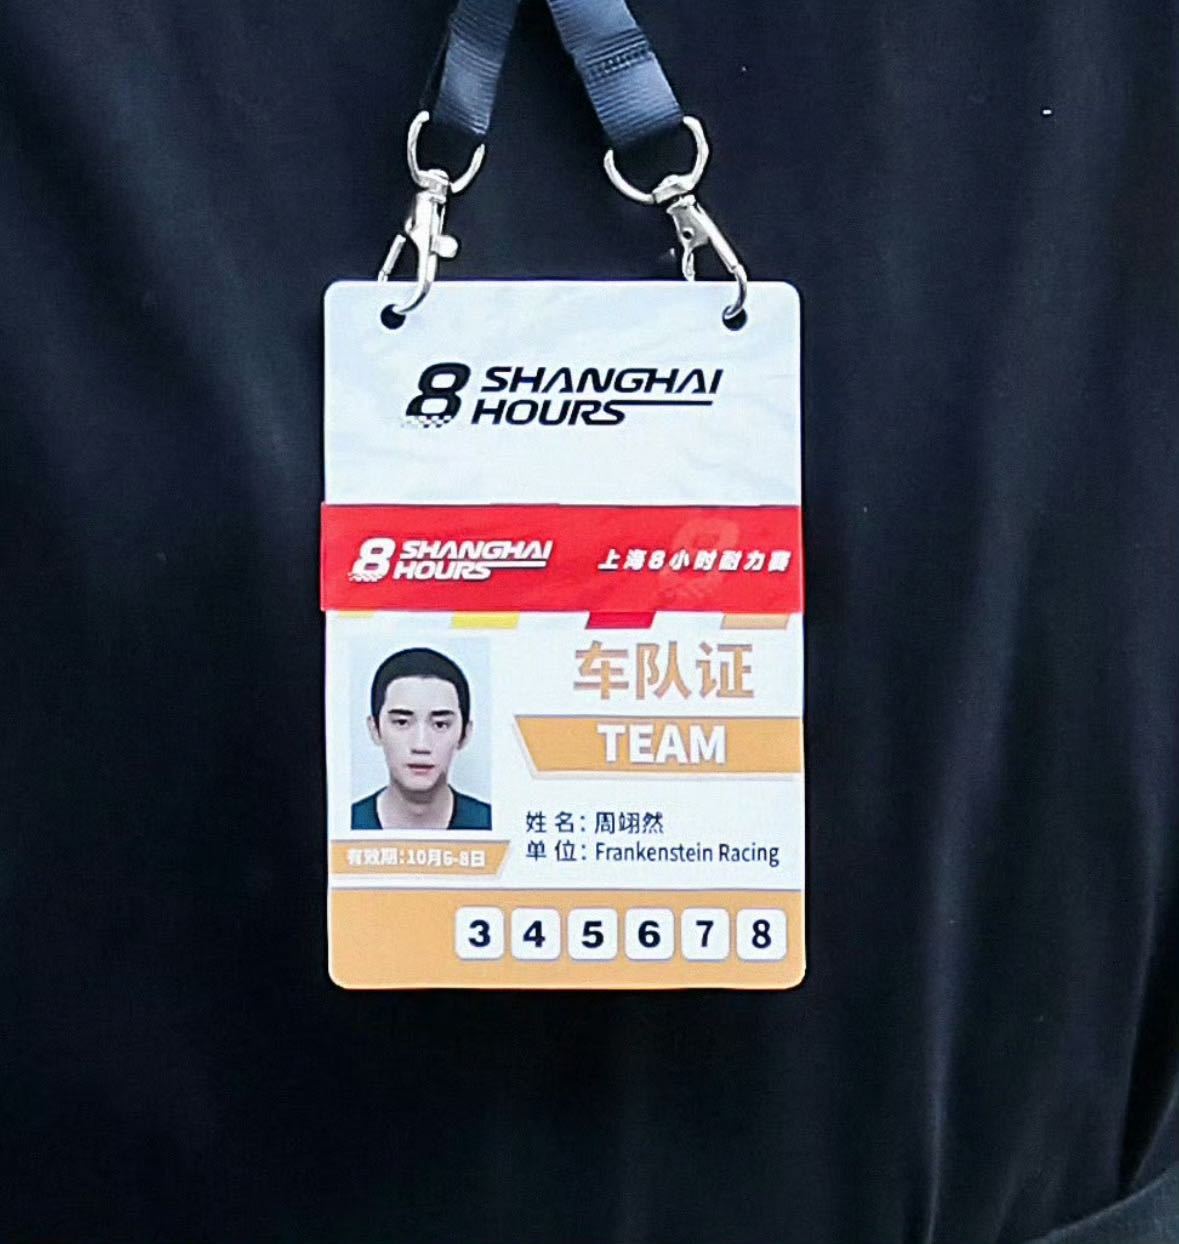 8 SHANGHAI
HOURS
8 SHANGHAI
HOURS
上海8小时耐力赛
车队证
TEAM
姓名：周翊然
单位：Frankenstein Racing
有效期：10月6-8日
3 4 5 6 7 8